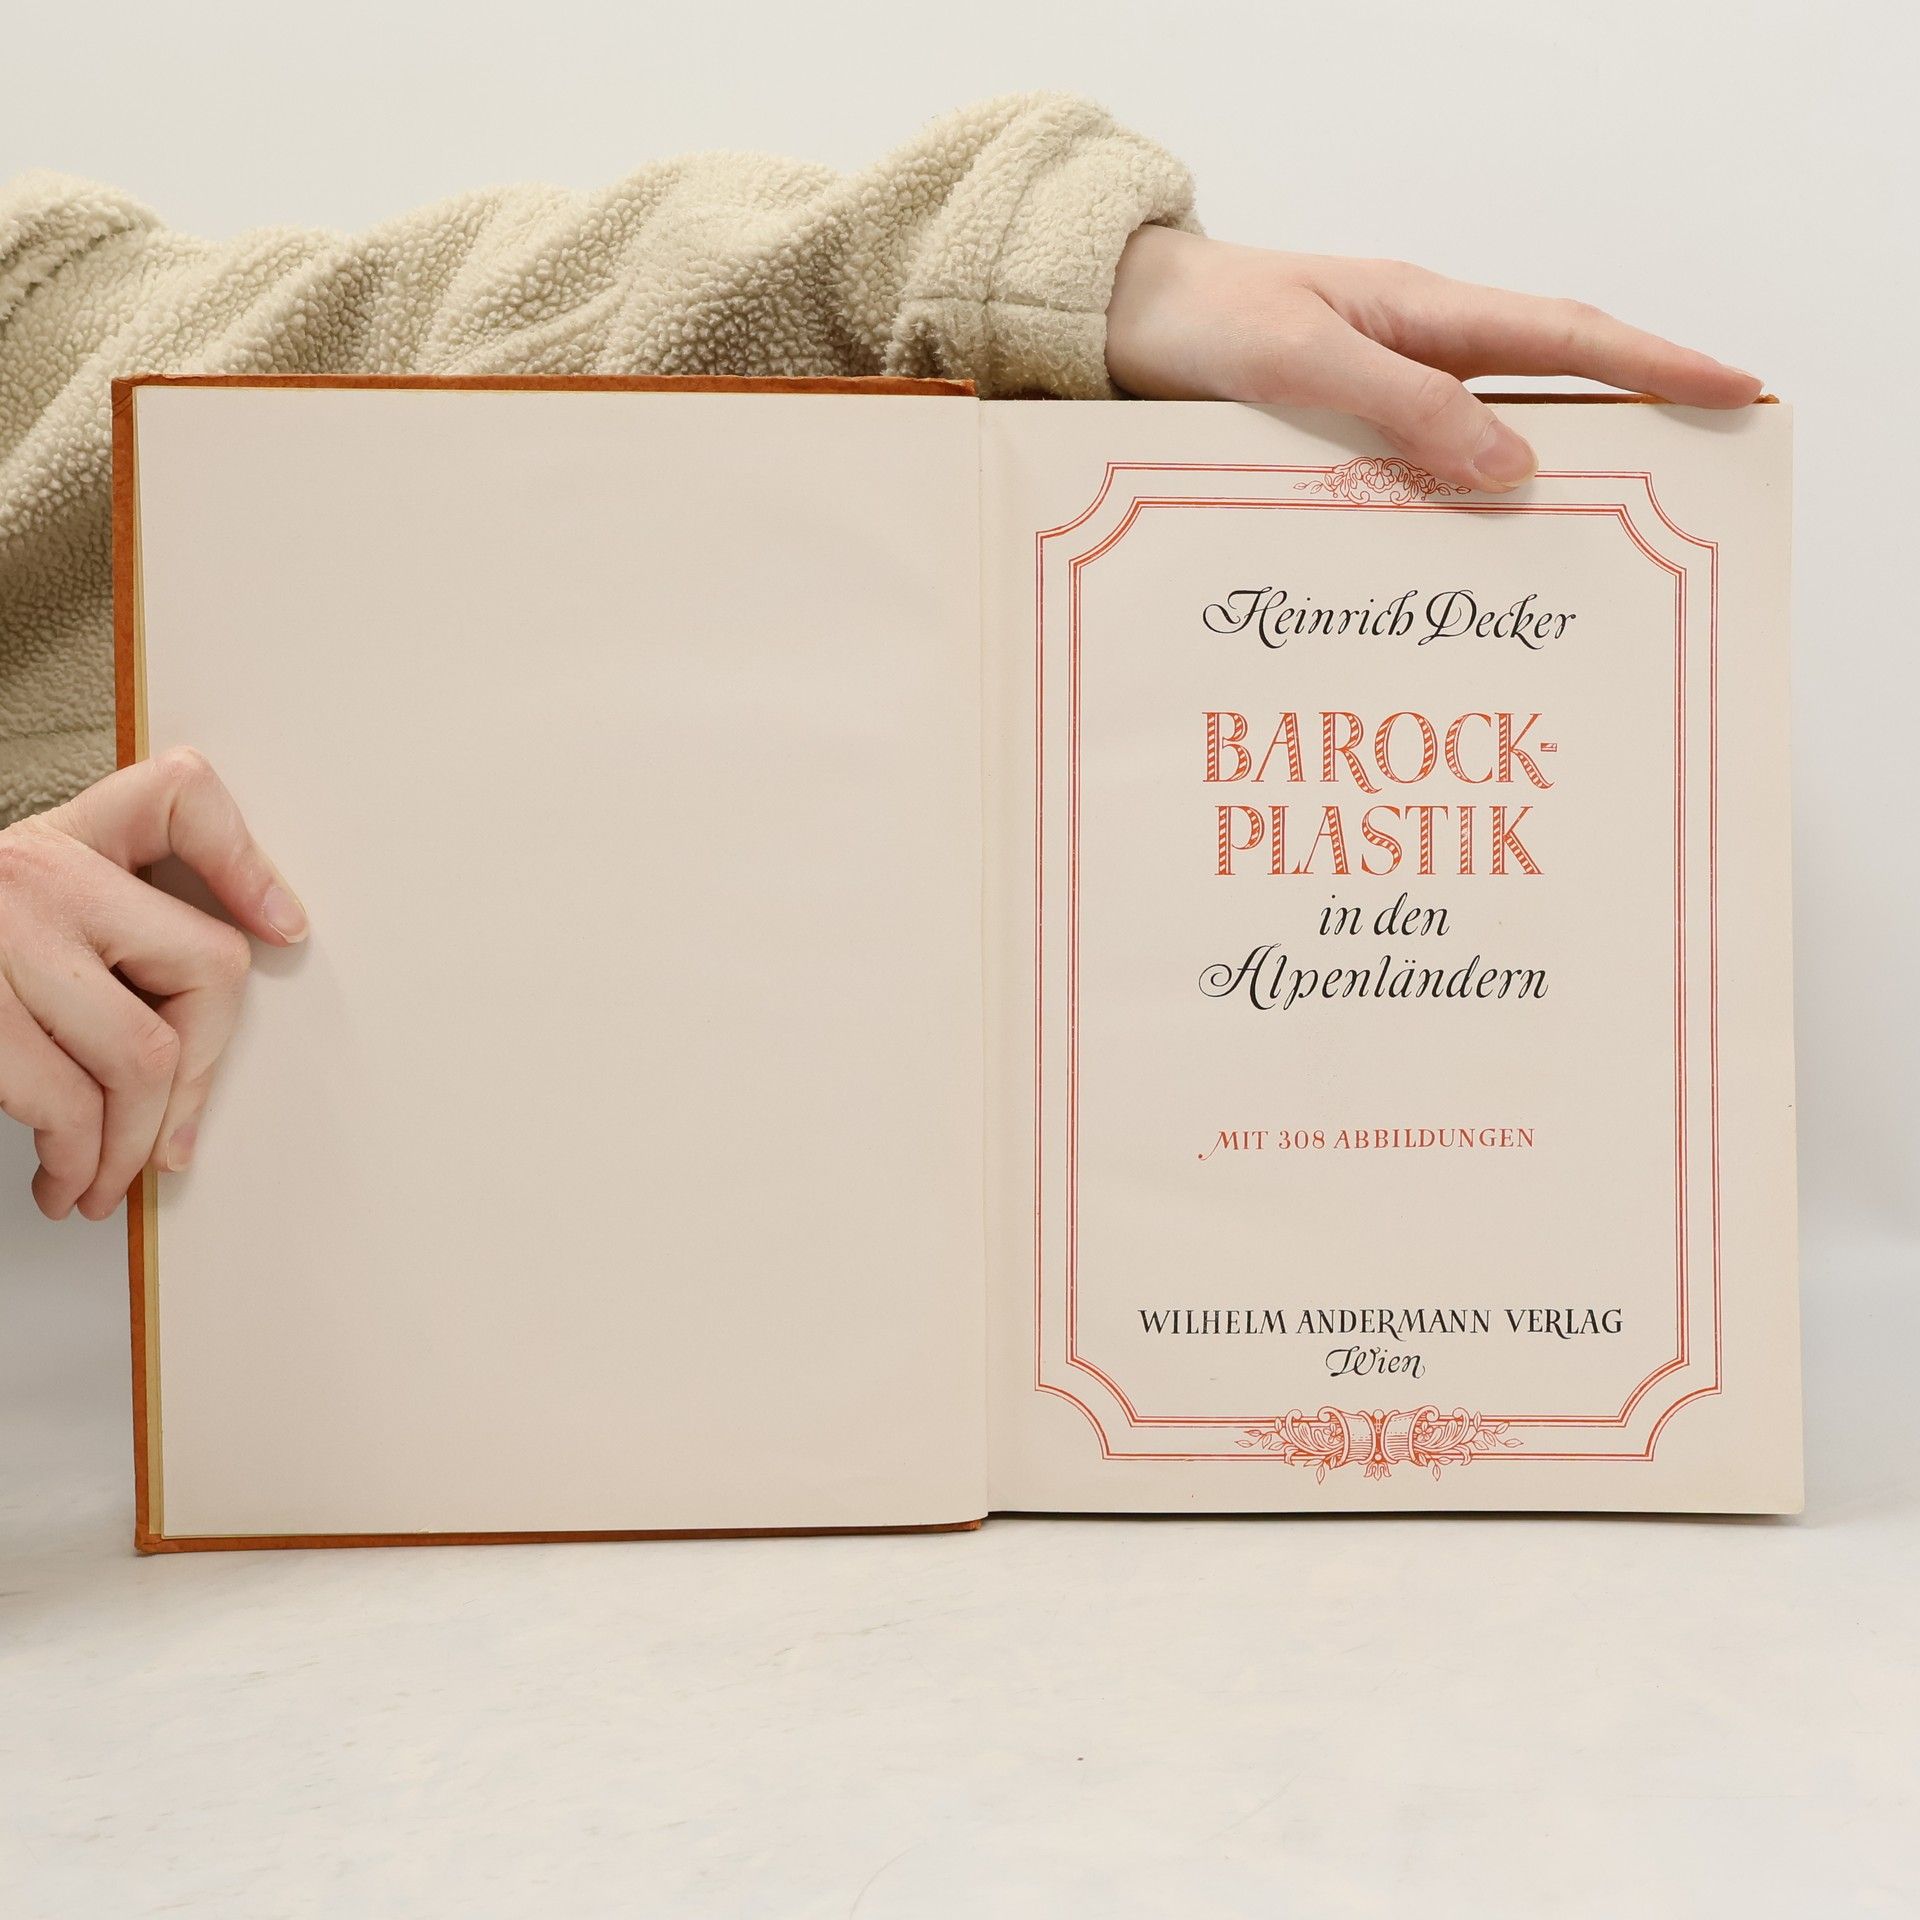 Heinrich Decker
BAROCK-
PLASTIK
in den
Alpenländern
MIT 308 ABBILDUNGEN
WILHELM ANDERMANN VERLAG
Wien